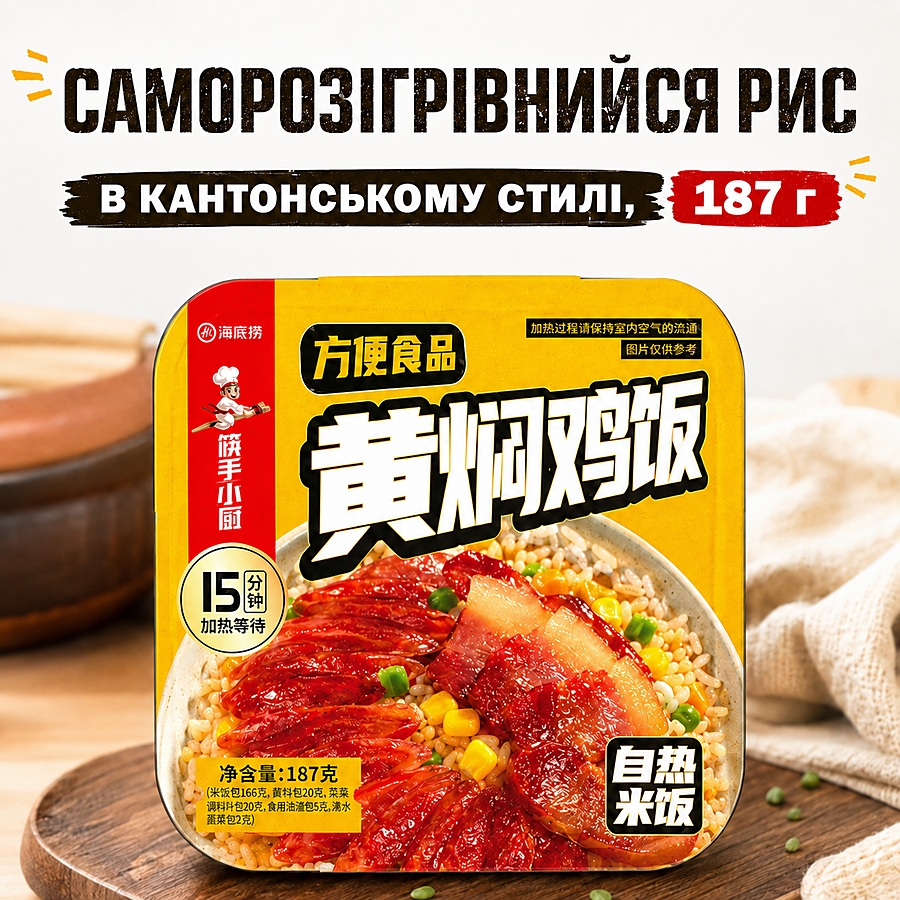 САМОРОЗІГРІВНИЙСЯ РИС
В КАНТОНСЬКОМУ СТИЛІ, 187 г
海底捞
筷手小厨
方便食品
加热过程请保持室内空气的流通
图片仅供参考
黄焖鸡饭
15分钟
加热等待
净含量:187克
(米饭包166克,黄料包20克,菜菜
调料包20克,食用油渣包5克,沸水
蔬菜包2克)
自热
米饭